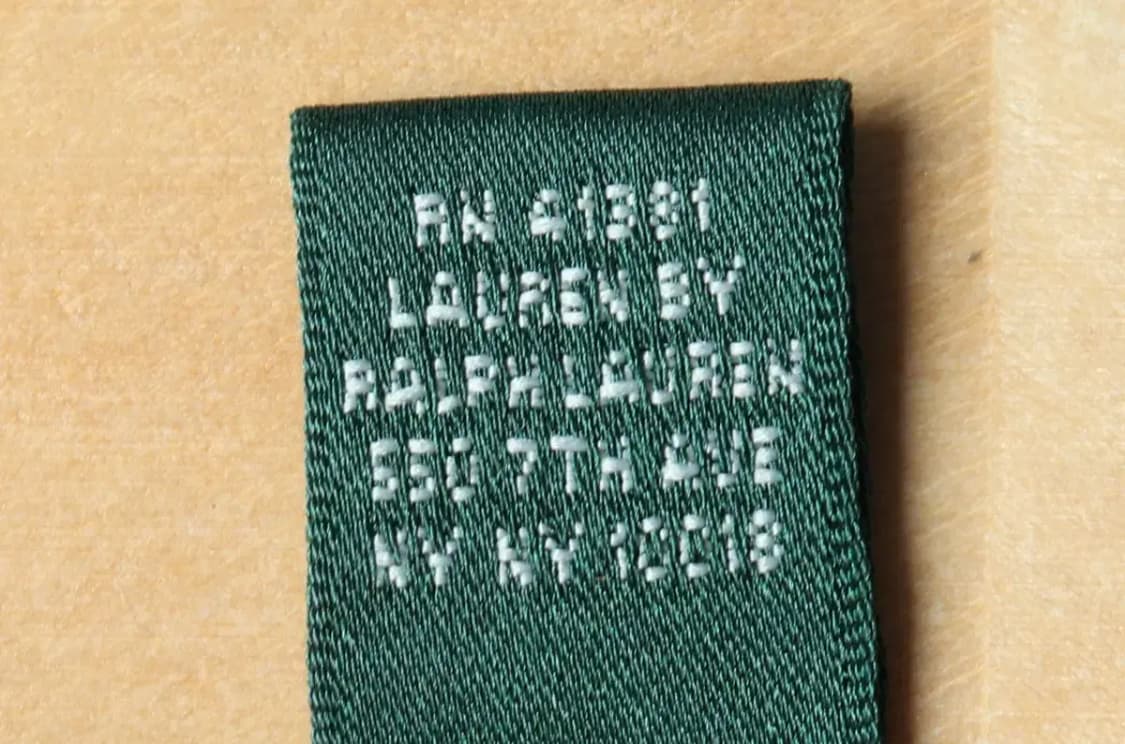 RN 41381
LAUREN BY
RALPH LAUREN
550 7TH AVE
NY NY 10018